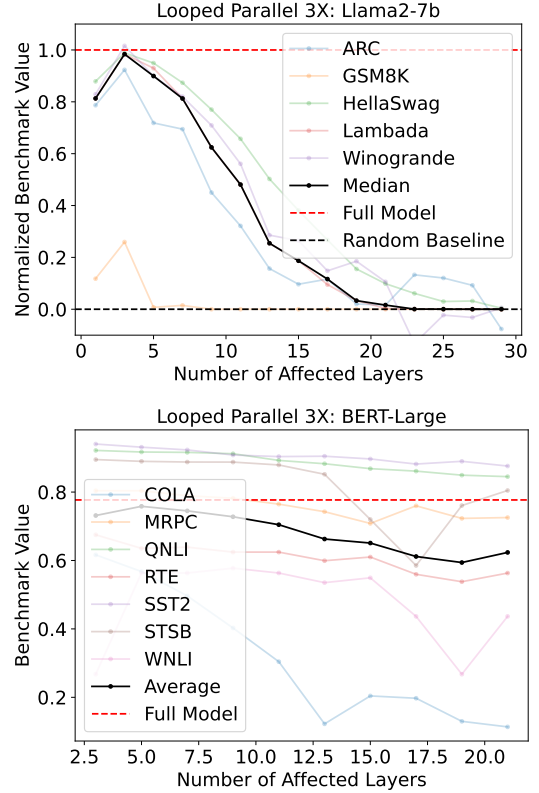 Looped Parallel 3X: Llama2-7b
Normalized Benchmark Value
1.0
0.8
0.6
0.4
0.2
0.0
ARC
GSM8K
HellaSwag
Lambada
Winogrande
Median
Full Model
Random Baseline
0 5 10 15 20 25 30
Number of Affected Layers
Looped Parallel 3X: BERT-Large
Benchmark Value
0.8
0.6
0.4
0.2
COLA
MRPC
QNLI
RTE
SST2
STSB
WNLI
Average
Full Model
2.5 5.0 7.5 10.0 12.5 15.0 17.5 20.0
Number of Affected Layers